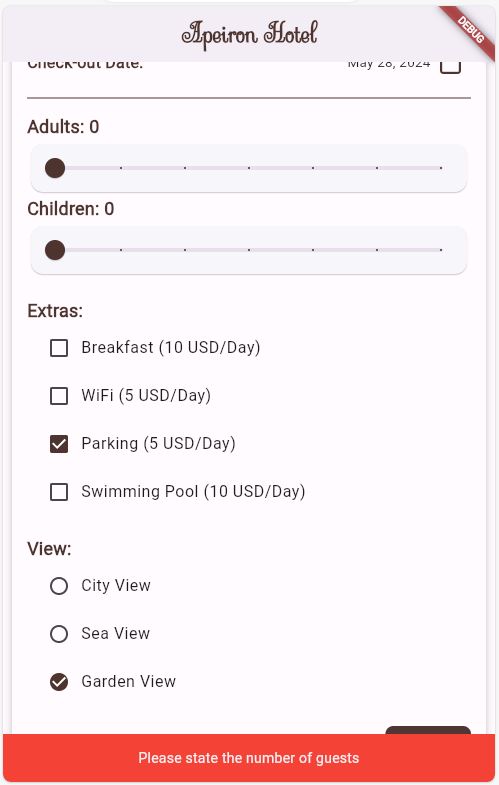 Apeiron Hotel
DEBUG
Check-out Date:
May 28, 2024
Adults: 0
Children: 0
Extras:
Breakfast (10 USD/Day)
WiFi (5 USD/Day)
Parking (5 USD/Day)
Swimming Pool (10 USD/Day)
View:
City View
Sea View
Garden View
Please state the number of guests